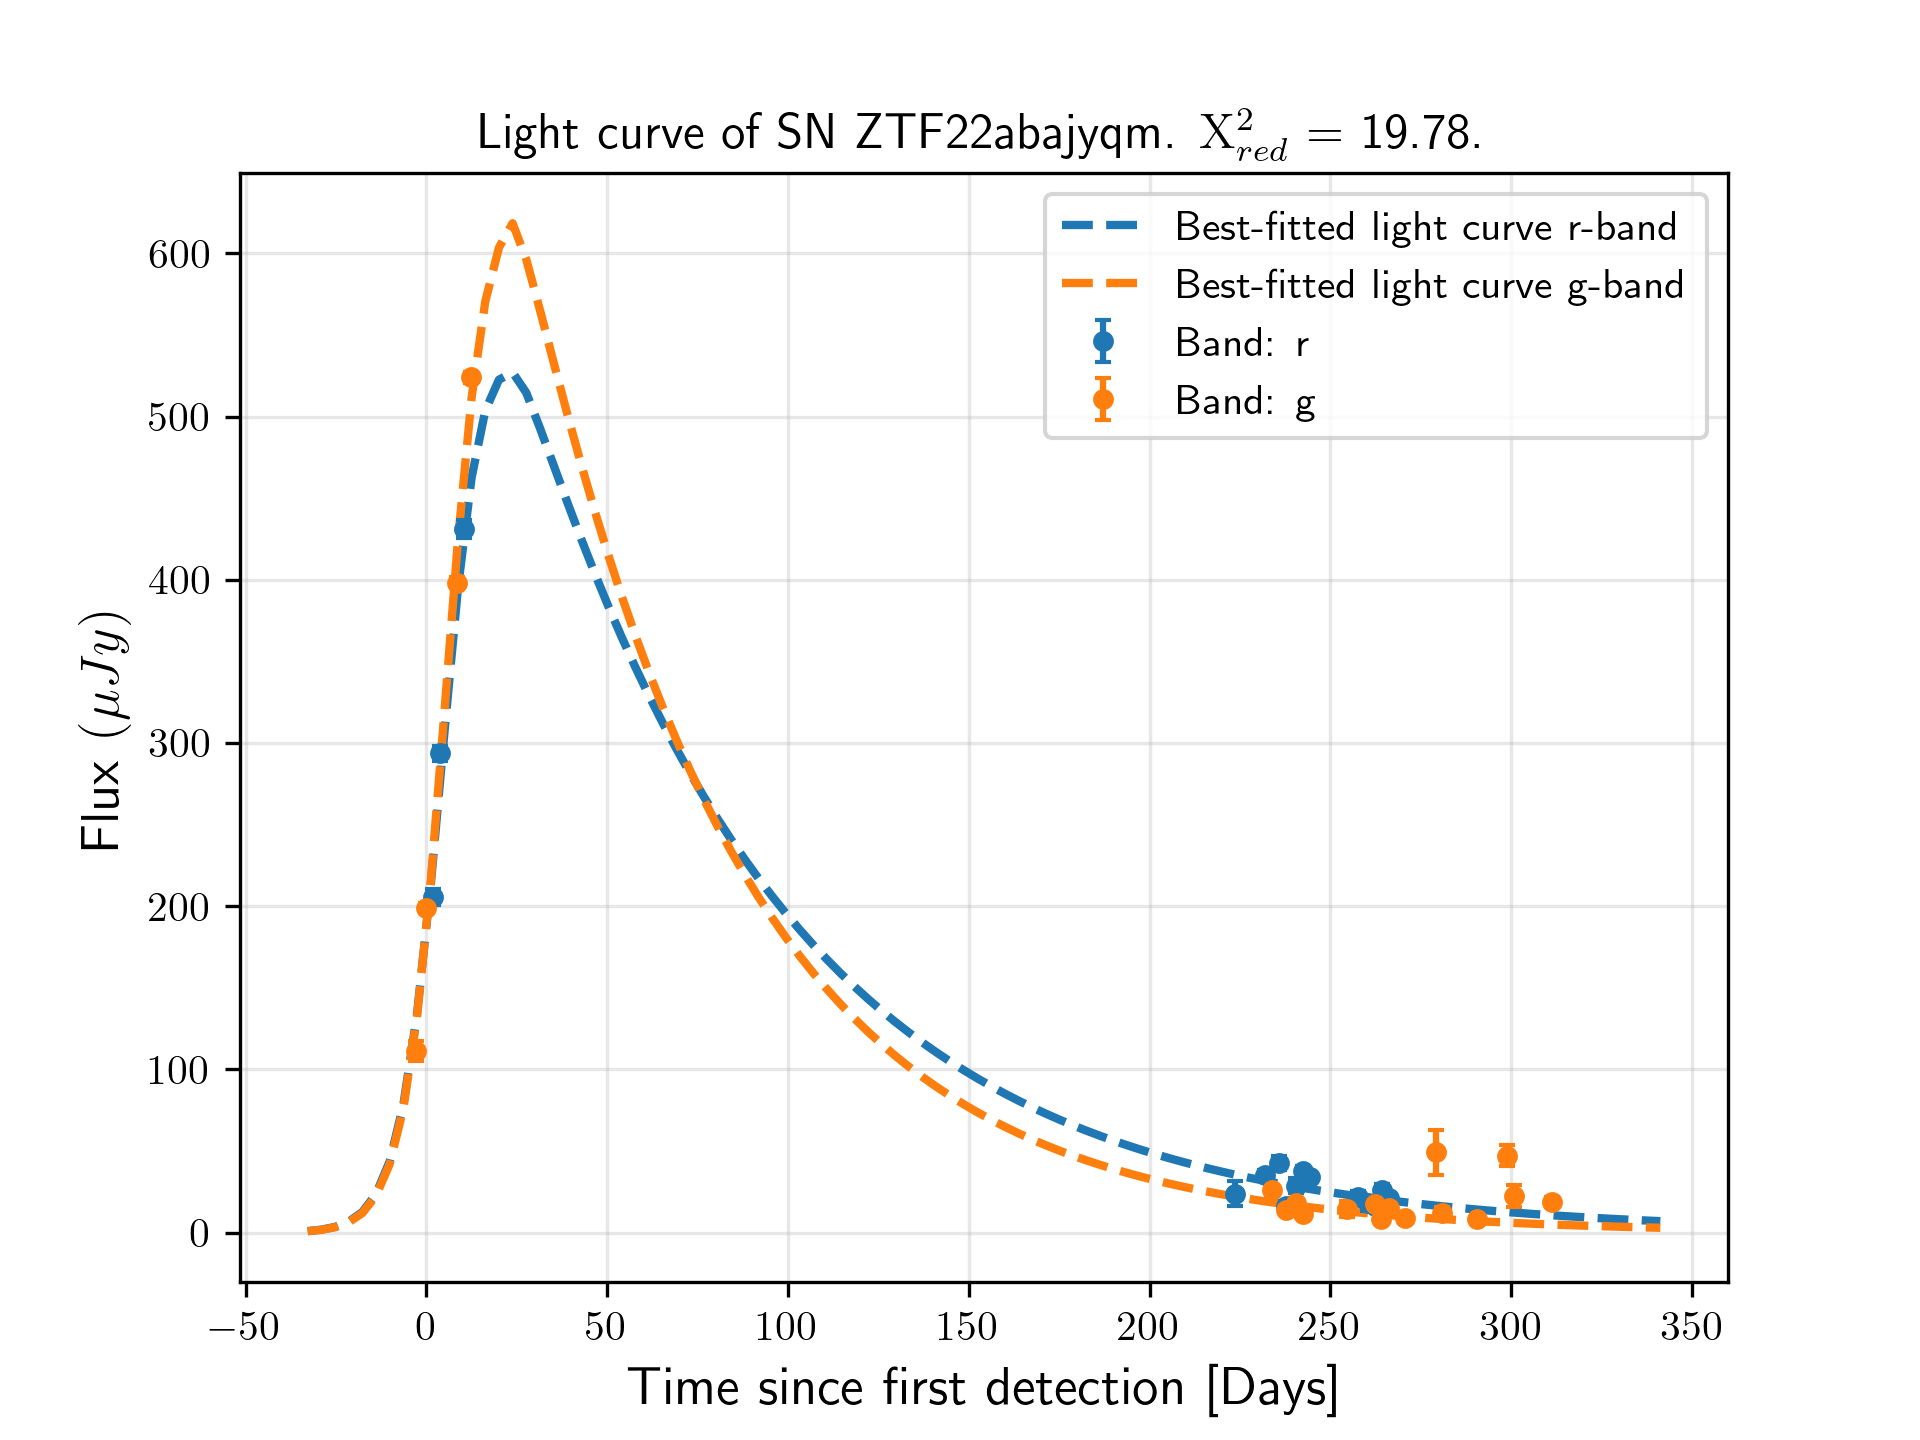 Light curve of SN ZTF22abajyqm. X²_red = 19.78.
Best-fitted light curve r-band
Best-fitted light curve g-band
Band: r
Band: g
Flux (μJy)
600
500
400
300
200
100
0
−50 0 50 100 150 200 250 300 350
Time since first detection [Days]